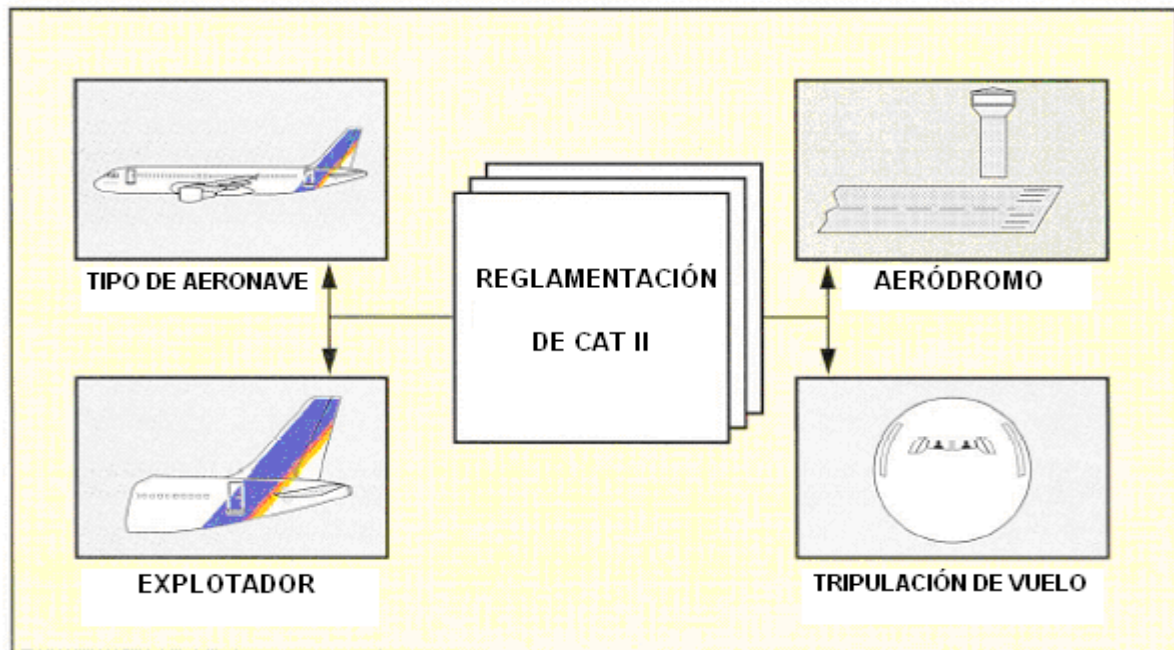 TIPO DE AERONAVE
REGLAMENTACIÓN
DE CAT II
AERÓDROMO
EXPLOTADOR
TRIPULACIÓN DE VUELO